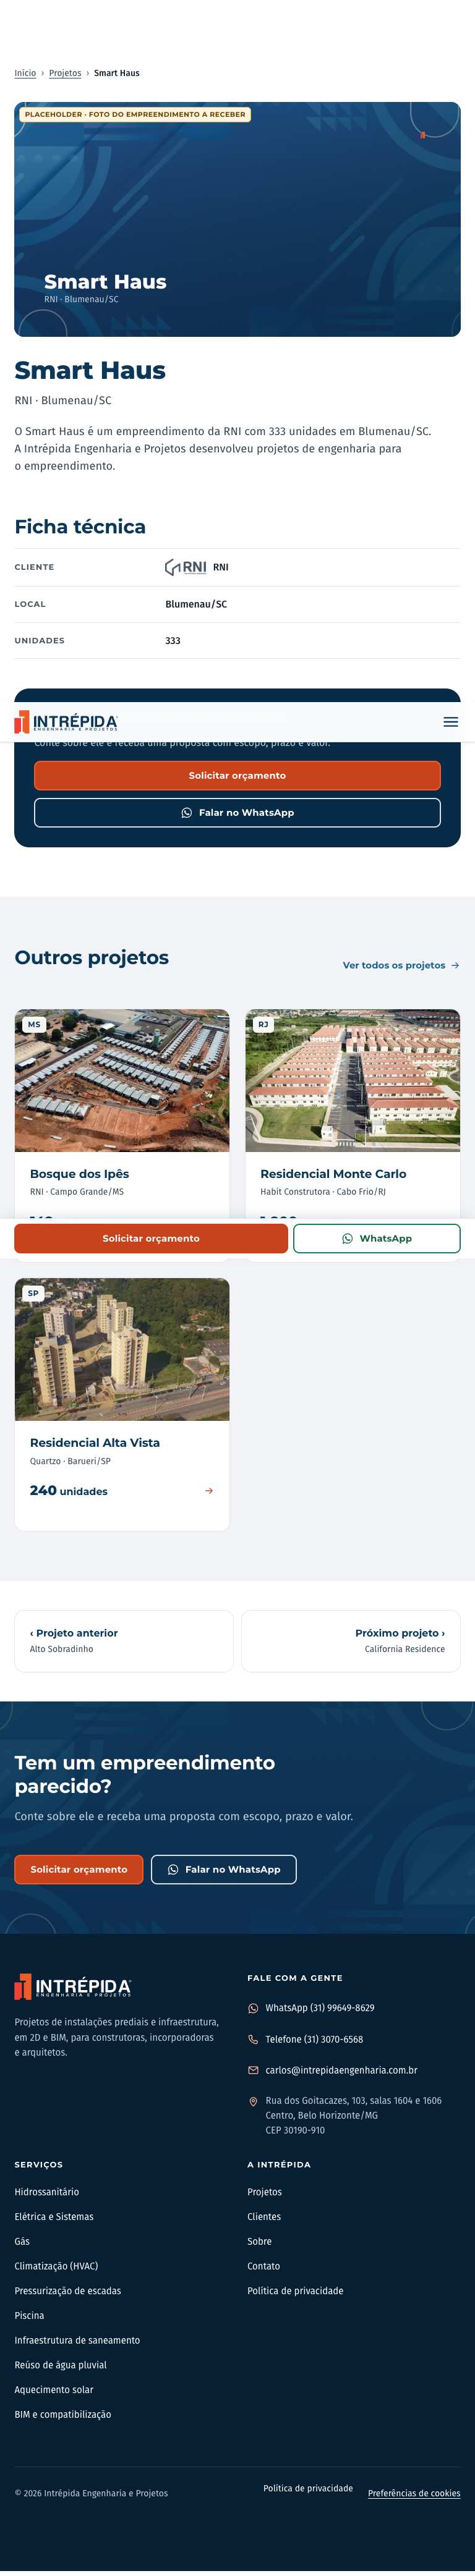 Início › Projetos › Smart Haus
PLACEHOLDER · FOTO DO EMPREENDIMENTO A RECEBER
Smart Haus
RNI · Blumenau/SC
Smart Haus
RNI · Blumenau/SC
O Smart Haus é um empreendimento da RNI com 333 unidades em Blumenau/SC.
A Intrépida Engenharia e Projetos desenvolveu projetos de engenharia para
o empreendimento.
Ficha técnica
CLIENTE RNI RNI
LOCAL Blumenau/SC
UNIDADES 333
INTRÉPIDA
ENGENHARIA E PROJETOS
Conte sobre ele e receba uma proposta com escopo, prazo e valor.
Solicitar orçamento
Falar no WhatsApp
Outros projetos
Ver todos os projetos →
MS
RJ
Bosque dos Ipês
RNI · Campo Grande/MS
Residencial Monte Carlo
Habit Construtora · Cabo Frio/RJ
Solicitar orçamento
WhatsApp
SP
Residencial Alta Vista
Quartzo · Barueri/SP
240 unidades →
‹ Projeto anterior
Alto Sobradinho
Próximo projeto ›
California Residence
Tem um empreendimento
parecido?
Conte sobre ele e receba uma proposta com escopo, prazo e valor.
Solicitar orçamento
Falar no WhatsApp
INTRÉPIDA
ENGENHARIA E PROJETOS
Projetos de instalações prediais e infraestrutura,
em 2D e BIM, para construtoras, incorporadoras
e arquitetos.
FALE COM A GENTE
WhatsApp (31) 99649-8629
Telefone (31) 3070-6568
carlos@intrepidaengenharia.com.br
Rua dos Goitacazes, 103, salas 1604 e 1606
Centro, Belo Horizonte/MG
CEP 30190-910
SERVIÇOS
Hidrossanitário
Elétrica e Sistemas
Gás
Climatização (HVAC)
Pressurização de escadas
Piscina
Infraestrutura de saneamento
Reúso de água pluvial
Aquecimento solar
BIM e compatibilização
A INTRÉPIDA
Projetos
Clientes
Sobre
Contato
Política de privacidade
© 2026 Intrépida Engenharia e Projetos
Política de privacidade
Preferências de cookies